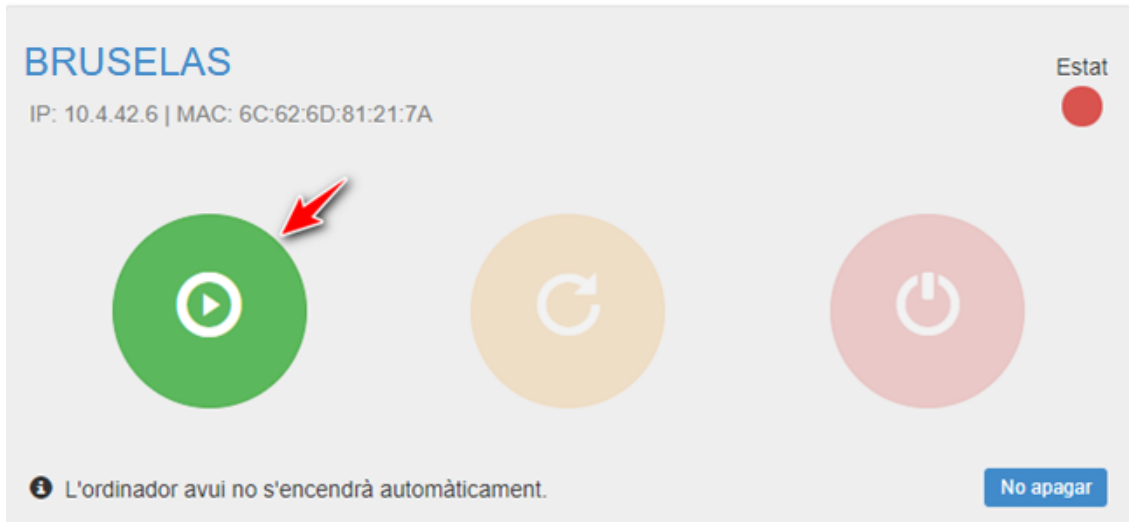 BRUSELAS
Estat
IP: 10.4.42.6 | MAC: 6C:62:6D:81:21:7A
L'ordinador avui no s'encendrà automàticament.
No apagar